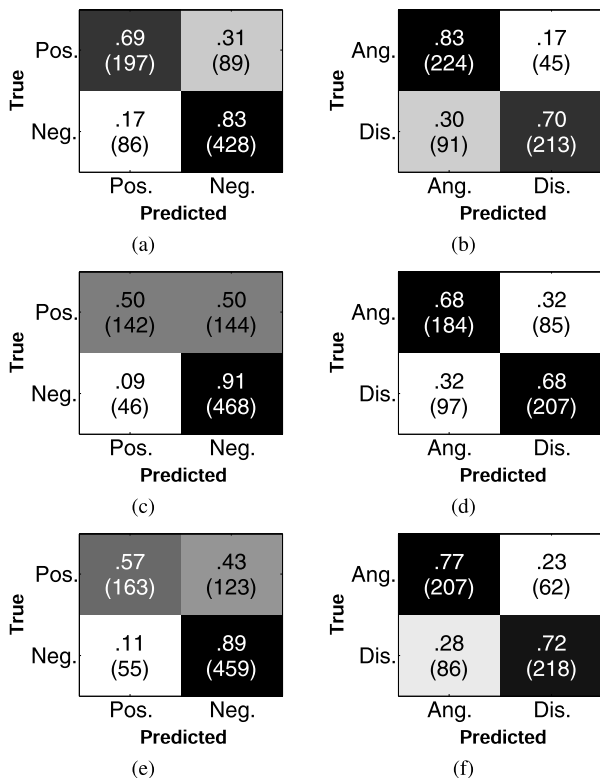 Pos. .69 .31 
(197) (89)
Neg. .17 .83
(86) (428)
True
Pos. Neg.
Predicted
(a)
Ang. .83 .17
(224) (45)
Dis. .30 .70
(91) (213)
True
Ang. Dis.
Predicted
(b)
Pos. .50 .50
(142) (144)
Neg. .09 .91
(46) (468)
True
Pos. Neg.
Predicted
(c)
Ang. .68 .32
(184) (85)
Dis. .32 .68
(97) (207)
True
Ang. Dis.
Predicted
(d)
Pos. .57 .43
(163) (123)
Neg. .11 .89
(55) (459)
True
Pos. Neg.
Predicted
(e)
Ang. .77 .23
(207) (62)
Dis. .28 .72
(86) (218)
True
Ang. Dis.
Predicted
(f)